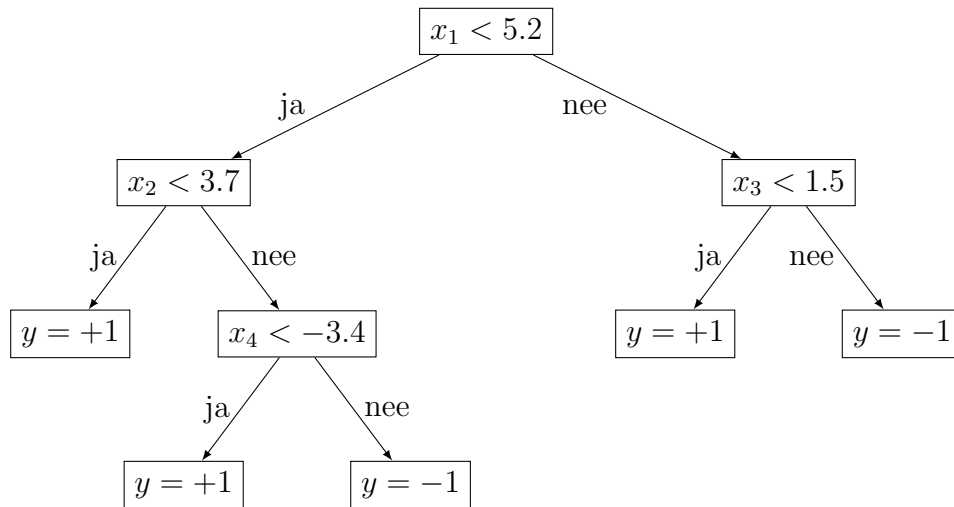 x₁ < 5.2
ja
nee
x₂ < 3.7
x₃ < 1.5
ja
nee
ja
nee
y = +1
x₄ < −3.4
y = +1
y = −1
ja
nee
y = +1
y = −1